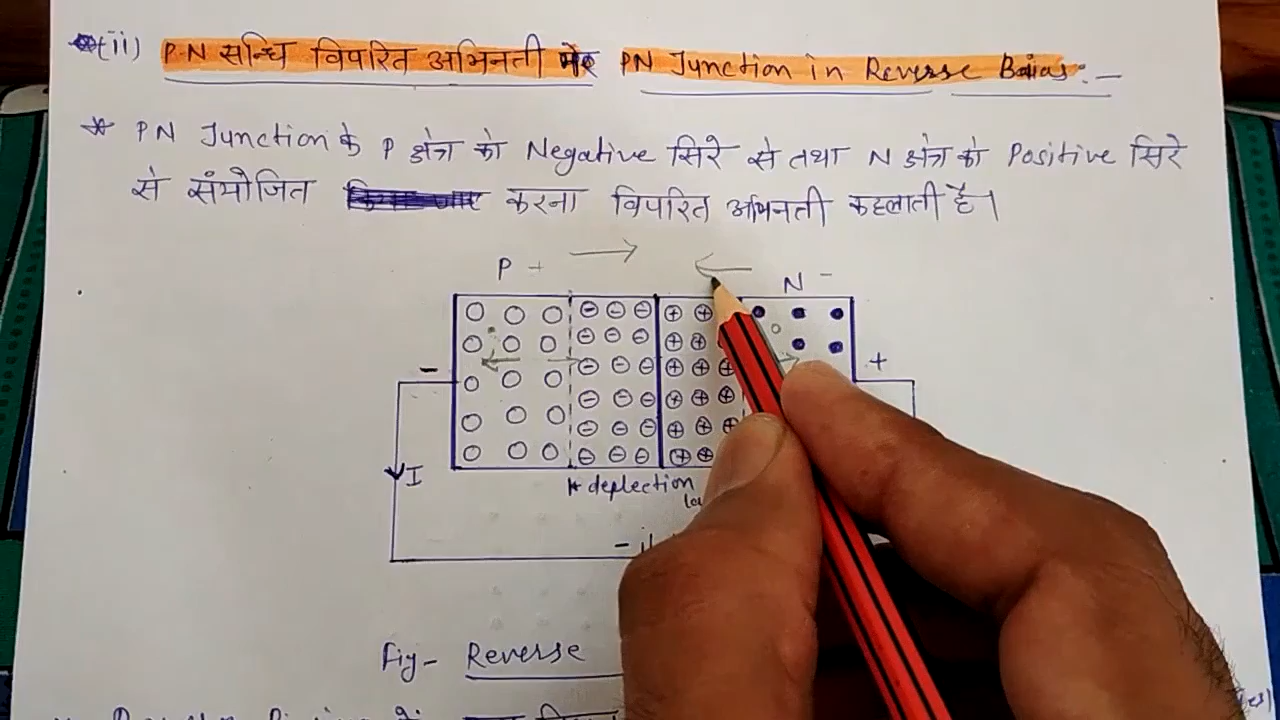 (ii) P-N सन्धि विपरित अभिनती PN Junction in Reverse Baias:-
* PN Junction के P क्षेत्र को Negative सिरे से तथा N क्षेत्र को Positive सिरे
से संयोजित करना विपरित अभिनती कहलाती है।
P + N -
- +
I
deplection
Fig- Reverse